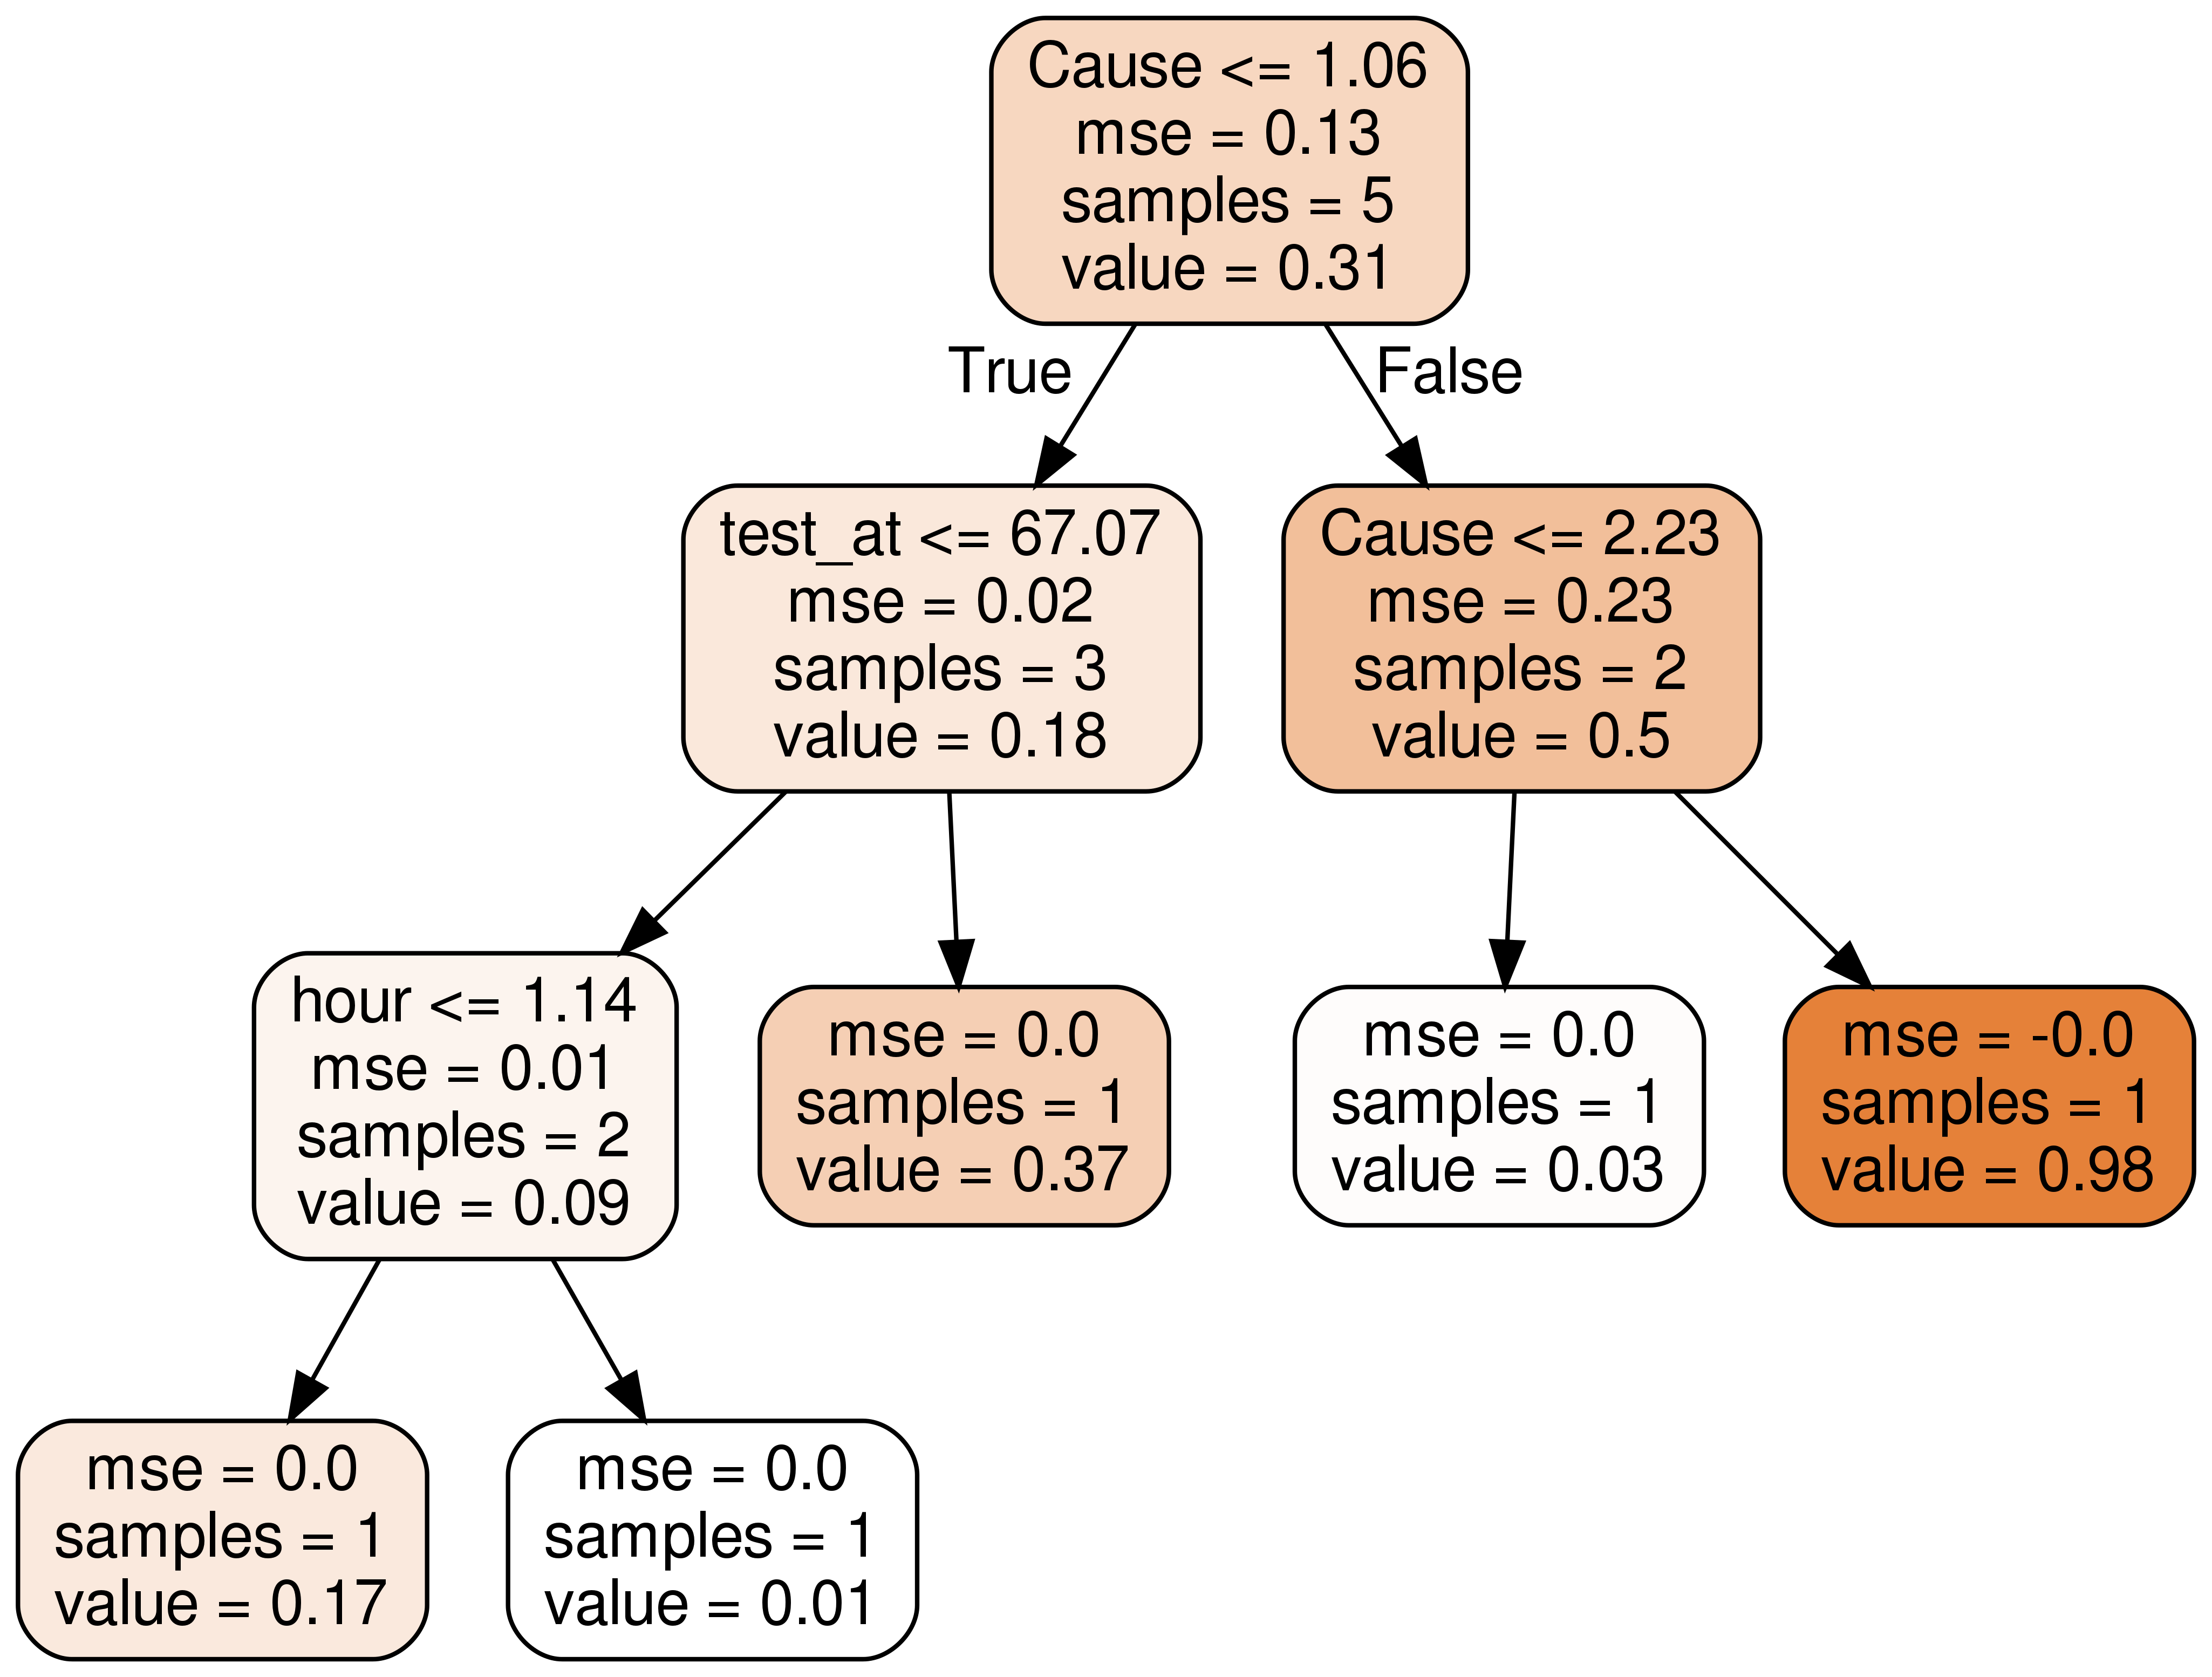 Cause <= 1.06
mse = 0.13
samples = 5
value = 0.31
True
False
test_at <= 67.07
mse = 0.02
samples = 3
value = 0.18
Cause <= 2.23
mse = 0.23
samples = 2
value = 0.5
hour <= 1.14
mse = 0.01
samples = 2
value = 0.09
mse = 0.0
samples = 1
value = 0.37
mse = 0.0
samples = 1
value = 0.03
mse = -0.0
samples = 1
value = 0.98
mse = 0.0
samples = 1
value = 0.17
mse = 0.0
samples = 1
value = 0.01